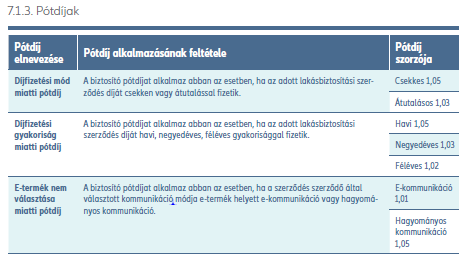 7.1.3. Pótdíjak
Pótdíj
elnevezése
Pótdíj alkalmazásának feltétele
Pótdíj
szorzója
Díjfizetési mód
miatti pótdíj
A biztosító pótdíjat alkalmaz abban az esetben, ha az adott lakásbiztosítási szer-
ződés díját csekken vagy átutalással fizetik.
Csekkes 1,05
Átutalásos 1,03
Díjfizetési
gyakoriság
miatti pótdíj
A biztosító pótdíjat alkalmaz abban az esetben, ha az adott lakásbiztosítási
szerződés díját havi, negyedéves, féléves gyakorisággal fizetik.
Havi 1,05
Negyedéves 1,03
Féléves 1,02
E-termék nem
választása
miatti pótdíj
A biztosító pótdíjat alkalmaz abban az esetben, ha a szerződés szerződő által
választott kommunikáció módja e-termék helyett e-kommunikáció vagy hagyomá-
nyos kommunikáció.
E-kommunikáció
1,01
Hagyományos
kommunikáció
1,05